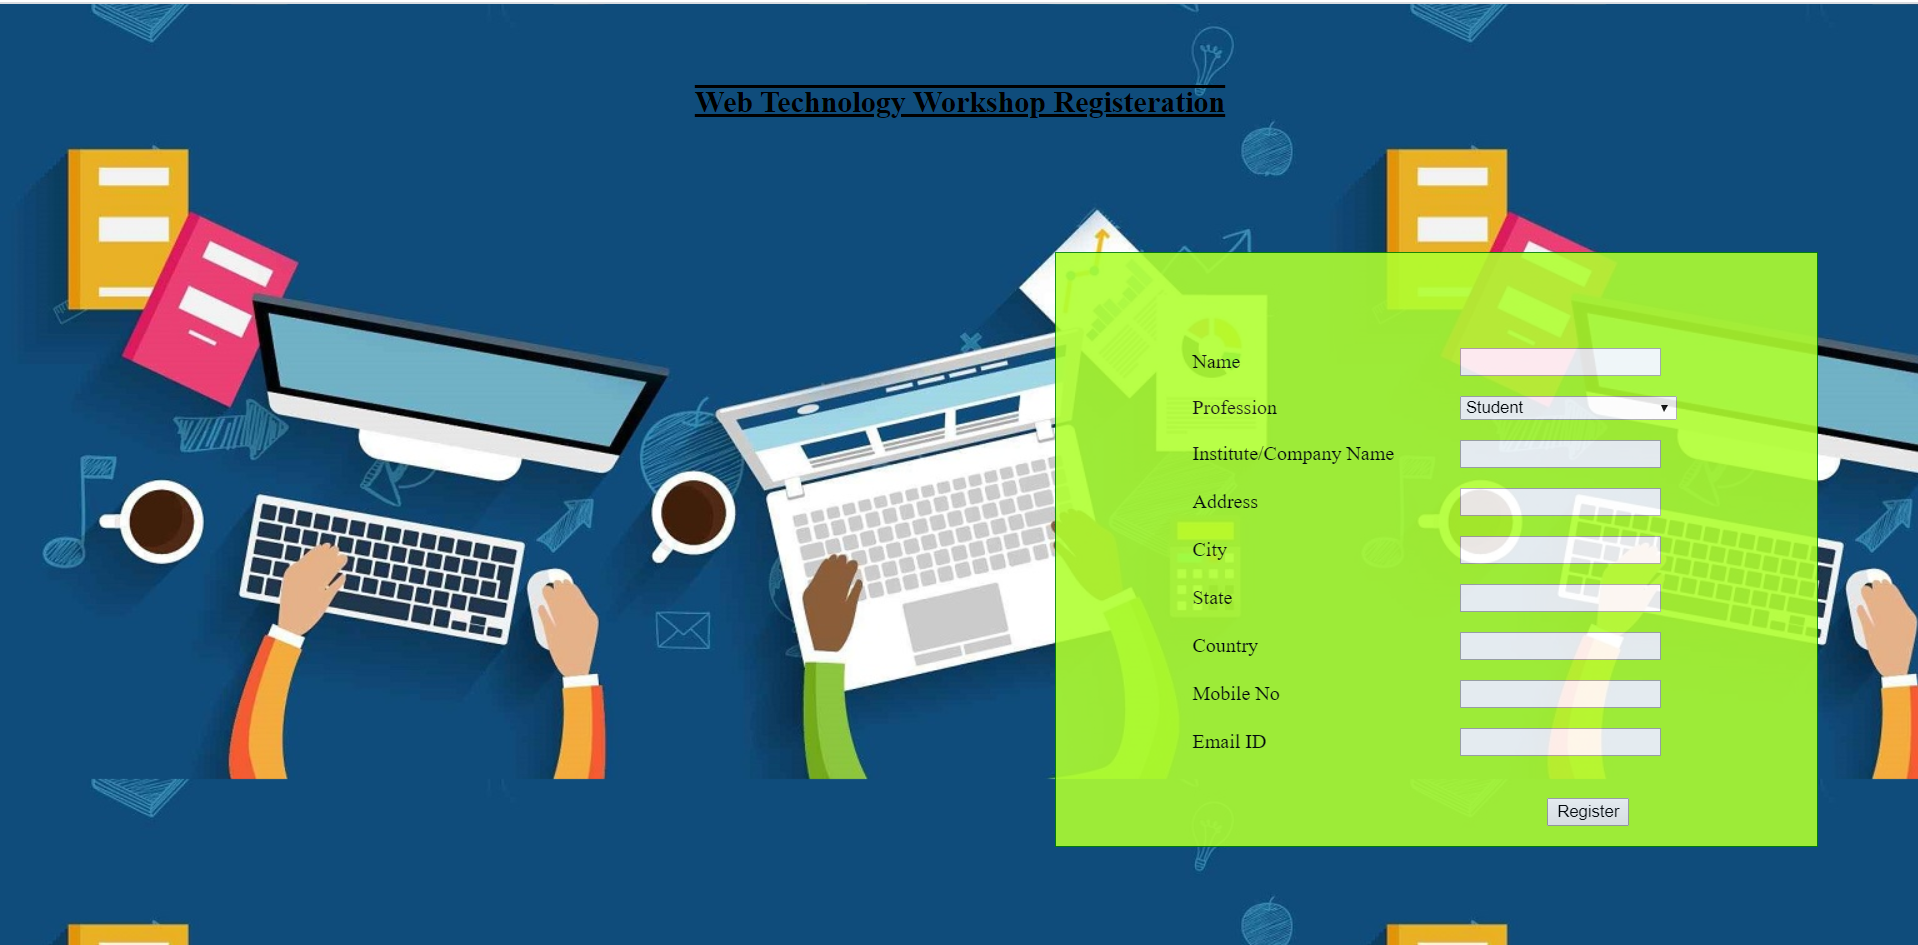 Web Technology Workshop Registeration
Name
Profession Student
Institute/Company Name
Address
City
State
Country
Mobile No
Email ID
Register